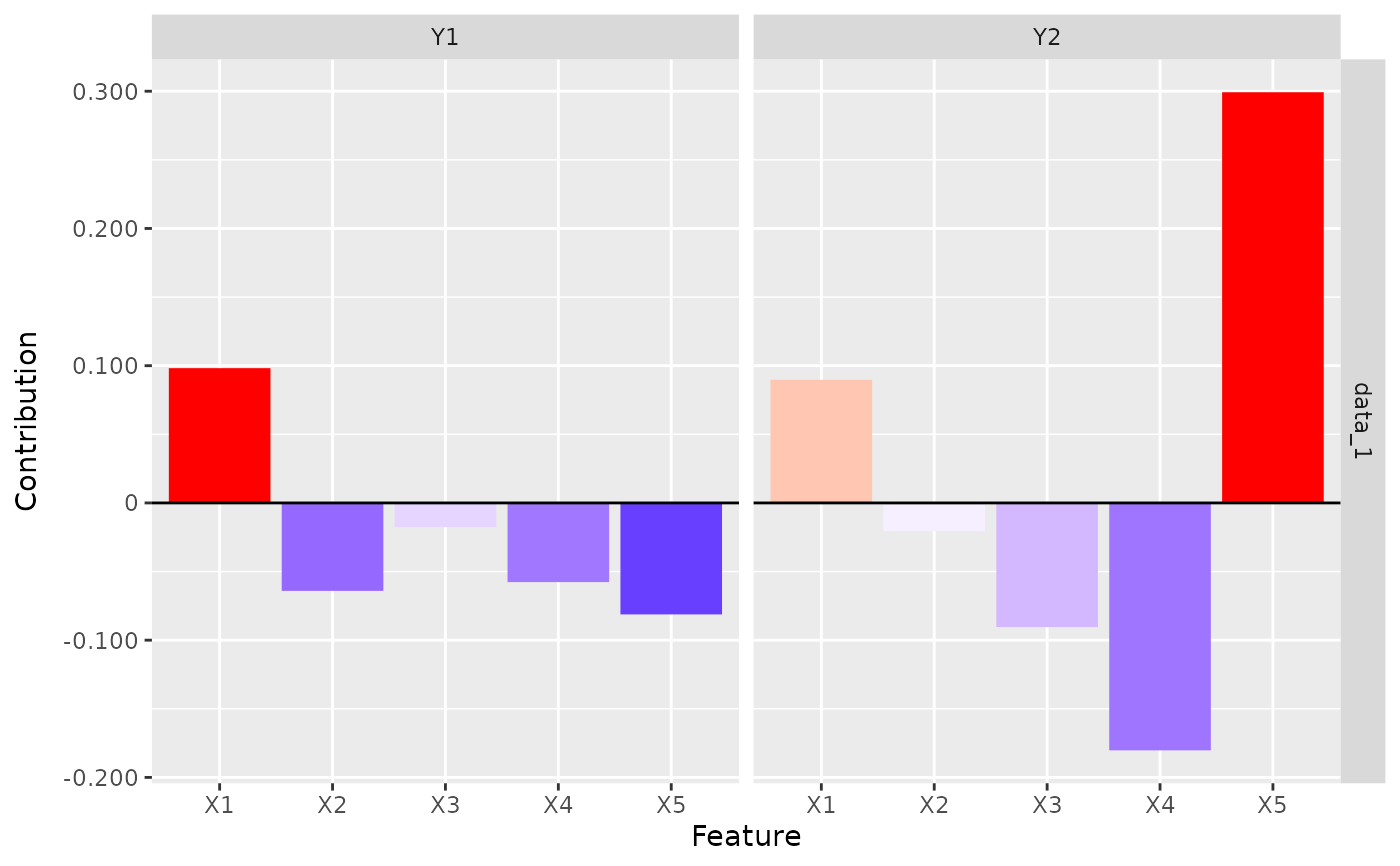 Y1
Y2
0.300
0.200
0.100
0
-0.100
-0.200
Contribution
data_1
X1 X2 X3 X4 X5
X1 X2 X3 X4 X5
Feature